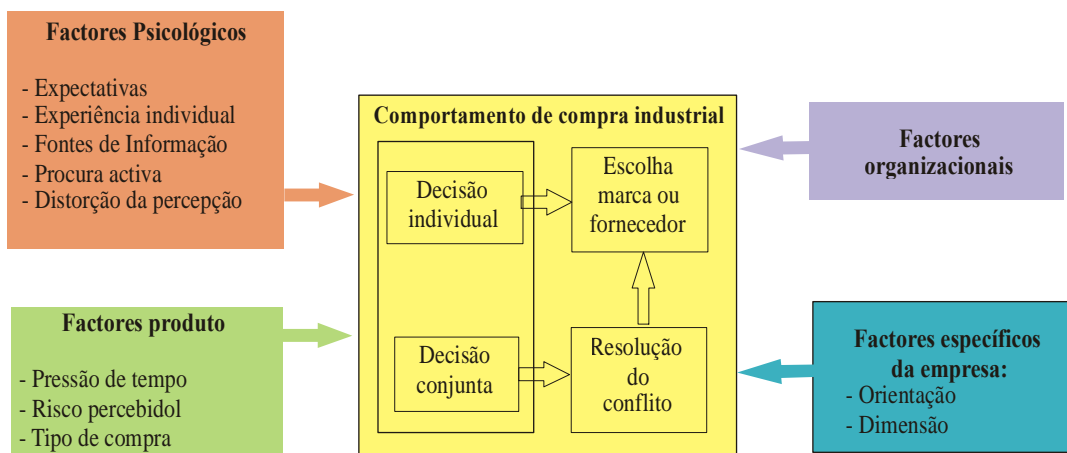 Factores Psicológicos
- Expectativas
- Experiência individual
- Fontes de Informação
- Procura activa
- Distorção da percepção
Factores produto
- Pressão de tempo
- Risco percebidol
- Tipo de compra
Comportamento de compra industrial
Decisão
individual
Escolha
marca ou
fornecedor
Decisão
conjunta
Resolução
do
conflito
Factores
organizacionais
Factores específicos
da empresa:
- Orientação
- Dimensão